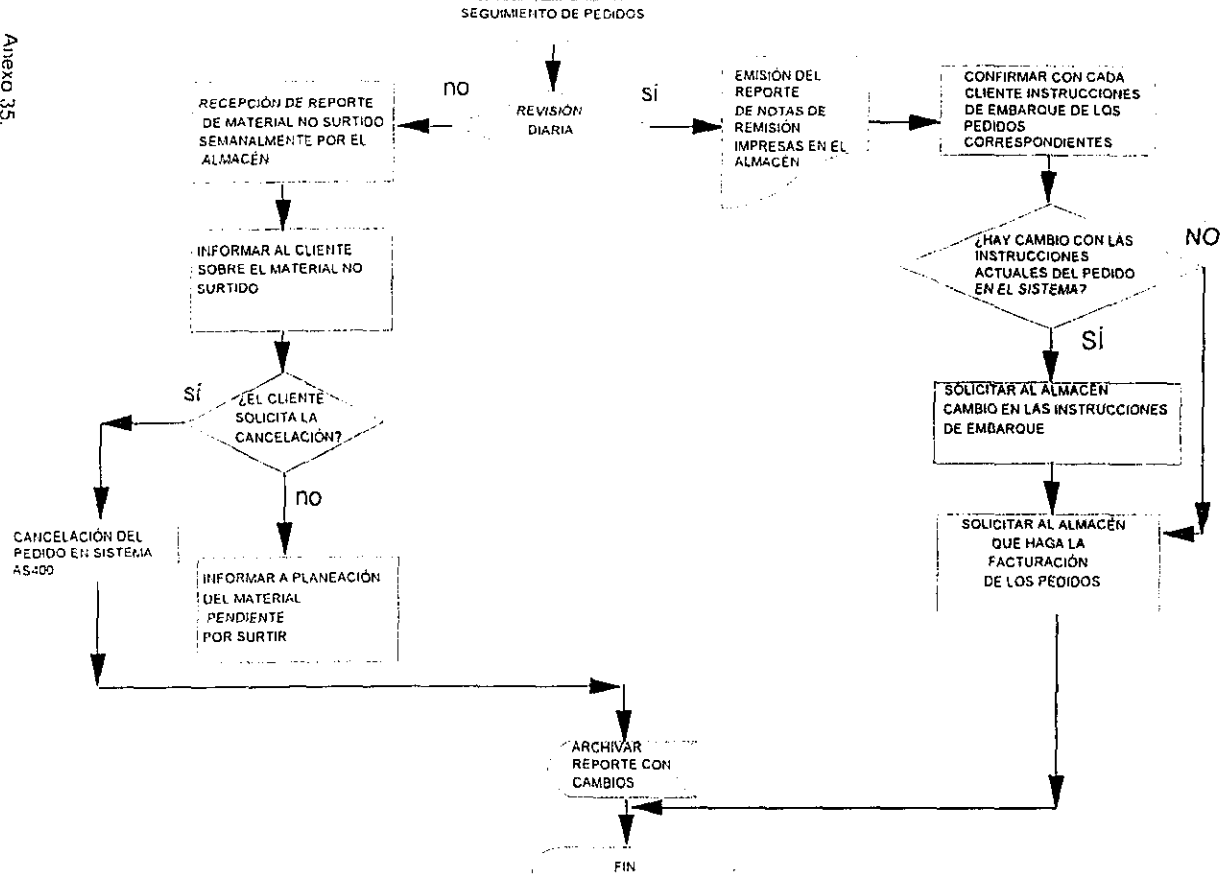 SEGUIMIENTO DE PEDIDOS
Anexo 35.
no
REVISIÓN
DIARIA
sí
RECEPCIÓN DE REPORTE
DE MATERIAL NO SURTIDO
SEMANALMENTE POR EL
ALMACÉN
EMISIÓN DEL
REPORTE
DE NOTAS DE
REMISIÓN
IMPRESAS EN EL
ALMACÉN
CONFIRMAR CON CADA
CLIENTE INSTRUCCIONES
DE EMBARQUE DE LOS
PEDIDOS
CORRESPONDIENTES
INFORMAR AL CLIENTE
SOBRE EL MATERIAL NO
SURTIDO
¿HAY CAMBIO CON LAS
INSTRUCCIONES
ACTUALES DEL PEDIDO
EN EL SISTEMA?
NO
SÍ
sí
¿EL CLIENTE
SOLICITA LA
CANCELACIÓN?
no
SOLICITAR AL ALMACÉN
CAMBIO EN LAS INSTRUCCIONES
DE EMBARQUE
CANCELACIÓN DEL
PEDIDO EN SISTEMA
AS400
INFORMAR A PLANEACIÓN
DEL MATERIAL
PENDIENTE
POR SURTIR
SOLICITAR AL ALMACÉN
QUE HAGA LA
FACTURACIÓN
DE LOS PEDIDOS
ARCHIVAR
REPORTE CON
CAMBIOS
FIN